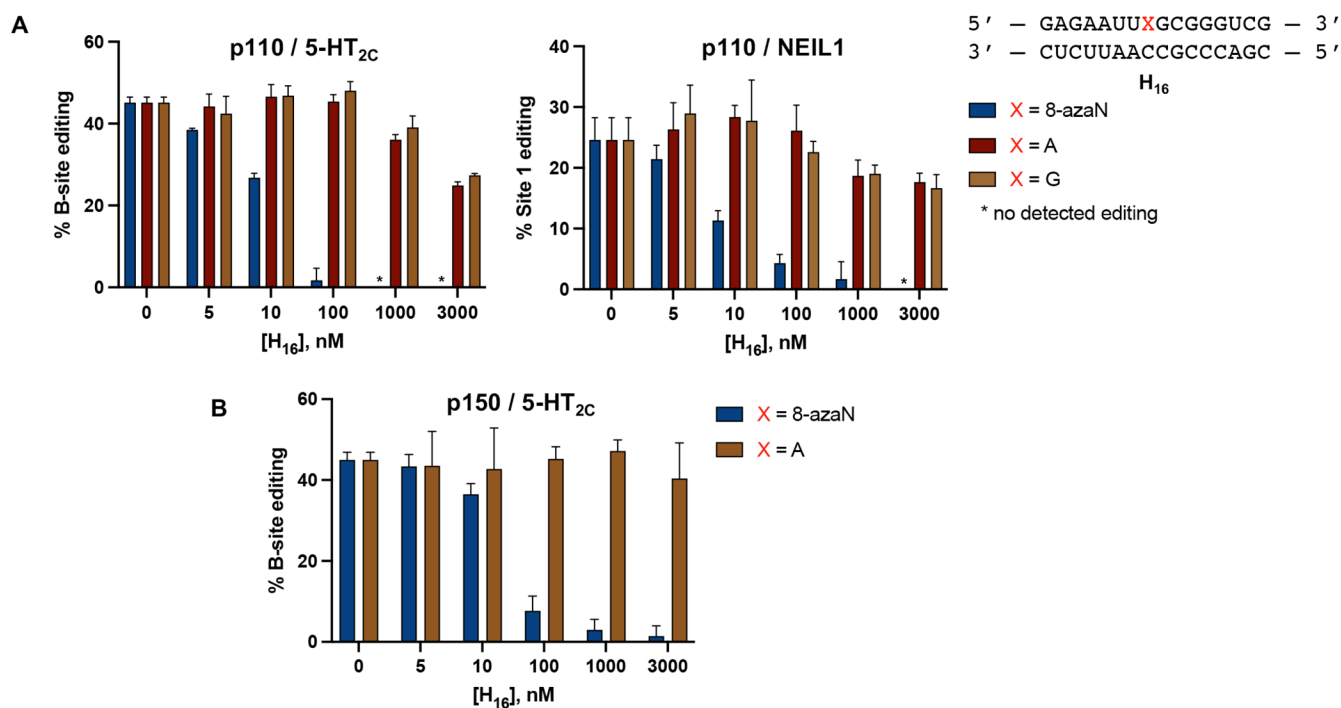 A
p110 / 5-HT2C
% B-site editing
60
40
20
0
* *
0 5 10 100 1000 3000
[H16], nM
p110 / NEIL1
% Site 1 editing
40
30
20
10
0
*
0 5 10 100 1000 3000
[H16], nM
5′ — GAGAAUUXGCGGGUCG — 3′
3′ — CUCUUAACCGCCCAGC — 5′
H16
X = 8-azaN
X = A
X = G
* no detected editing
B
p150 / 5-HT2C
% B-site editing
60
40
20
0
0 5 10 100 1000 3000
[H16], nM
X = 8-azaN
X = A